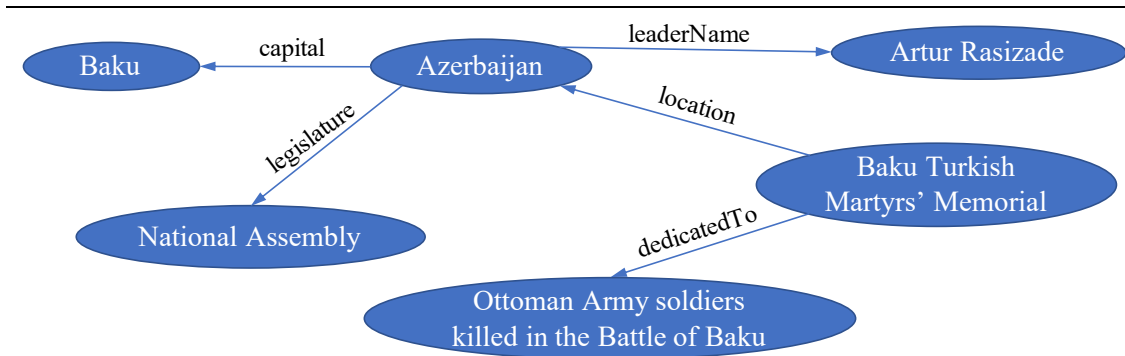 capital
leaderName
Baku
Azerbaijan
Artur Rasizade
location
legislature
Baku Turkish
Martyrs’ Memorial
National Assembly
dedicatedTo
Ottoman Army soldiers
killed in the Battle of Baku